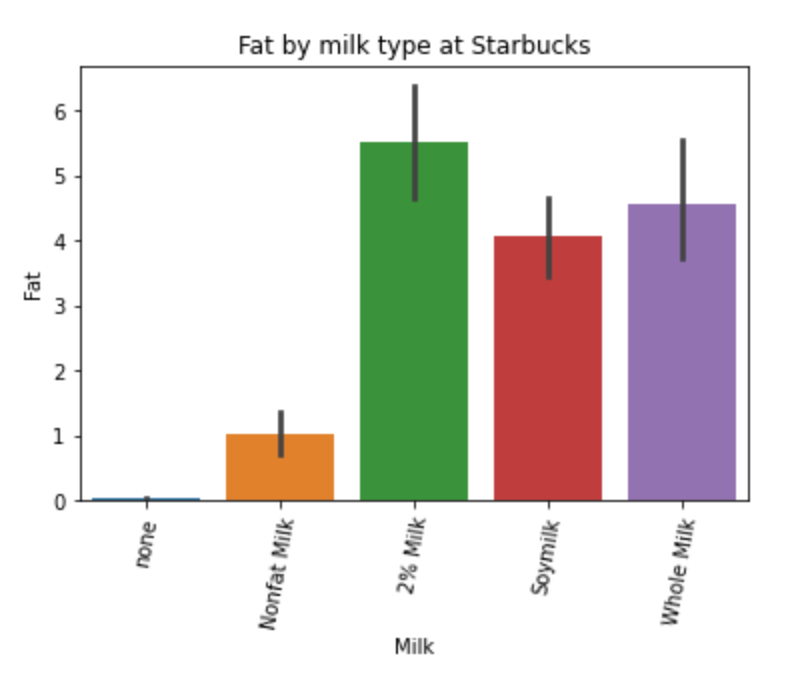 Fat by milk type at Starbucks
6
5
4
3
2
1
0
Fat
none
Nonfat Milk
2% Milk
Soymilk
Whole Milk
Milk